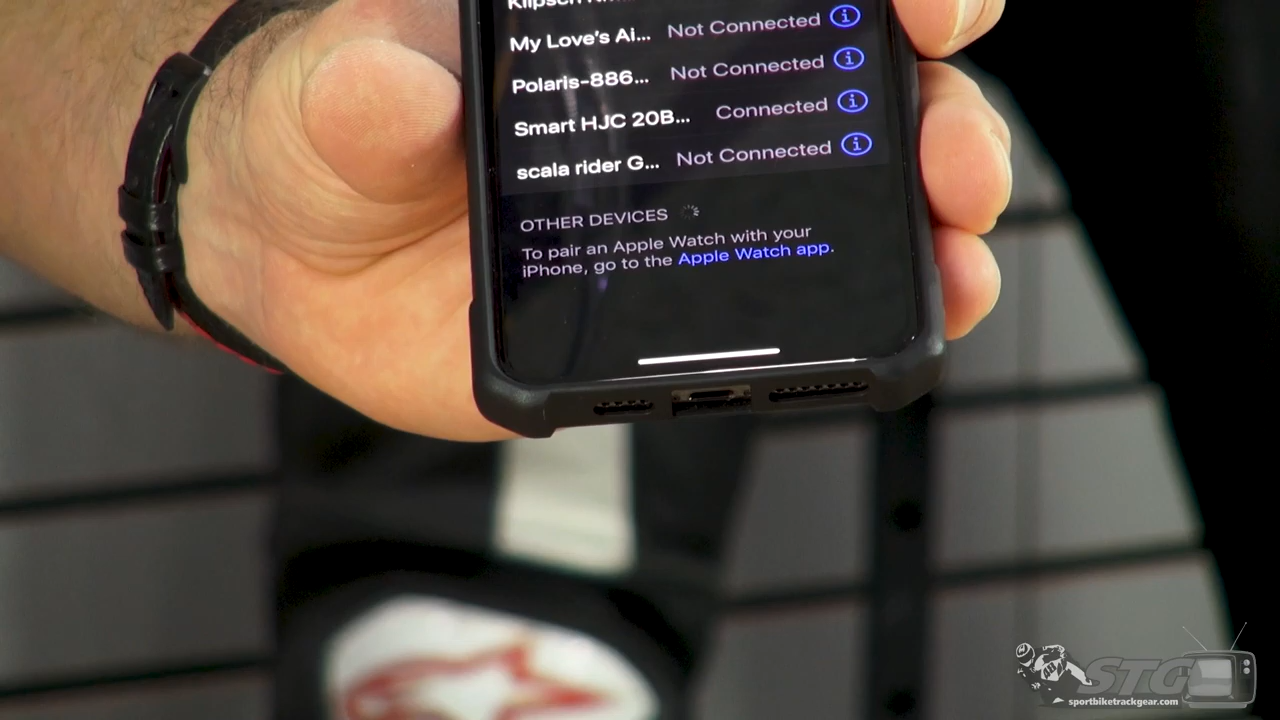 Klipsch
My Love's Ai... Not Connected
Polaris-886... Not Connected
Smart HJC 20B... Connected
scala rider G... Not Connected
OTHER DEVICES
To pair an Apple Watch with your
iPhone, go to the Apple Watch app.
STG
sportbiketrackgear.com